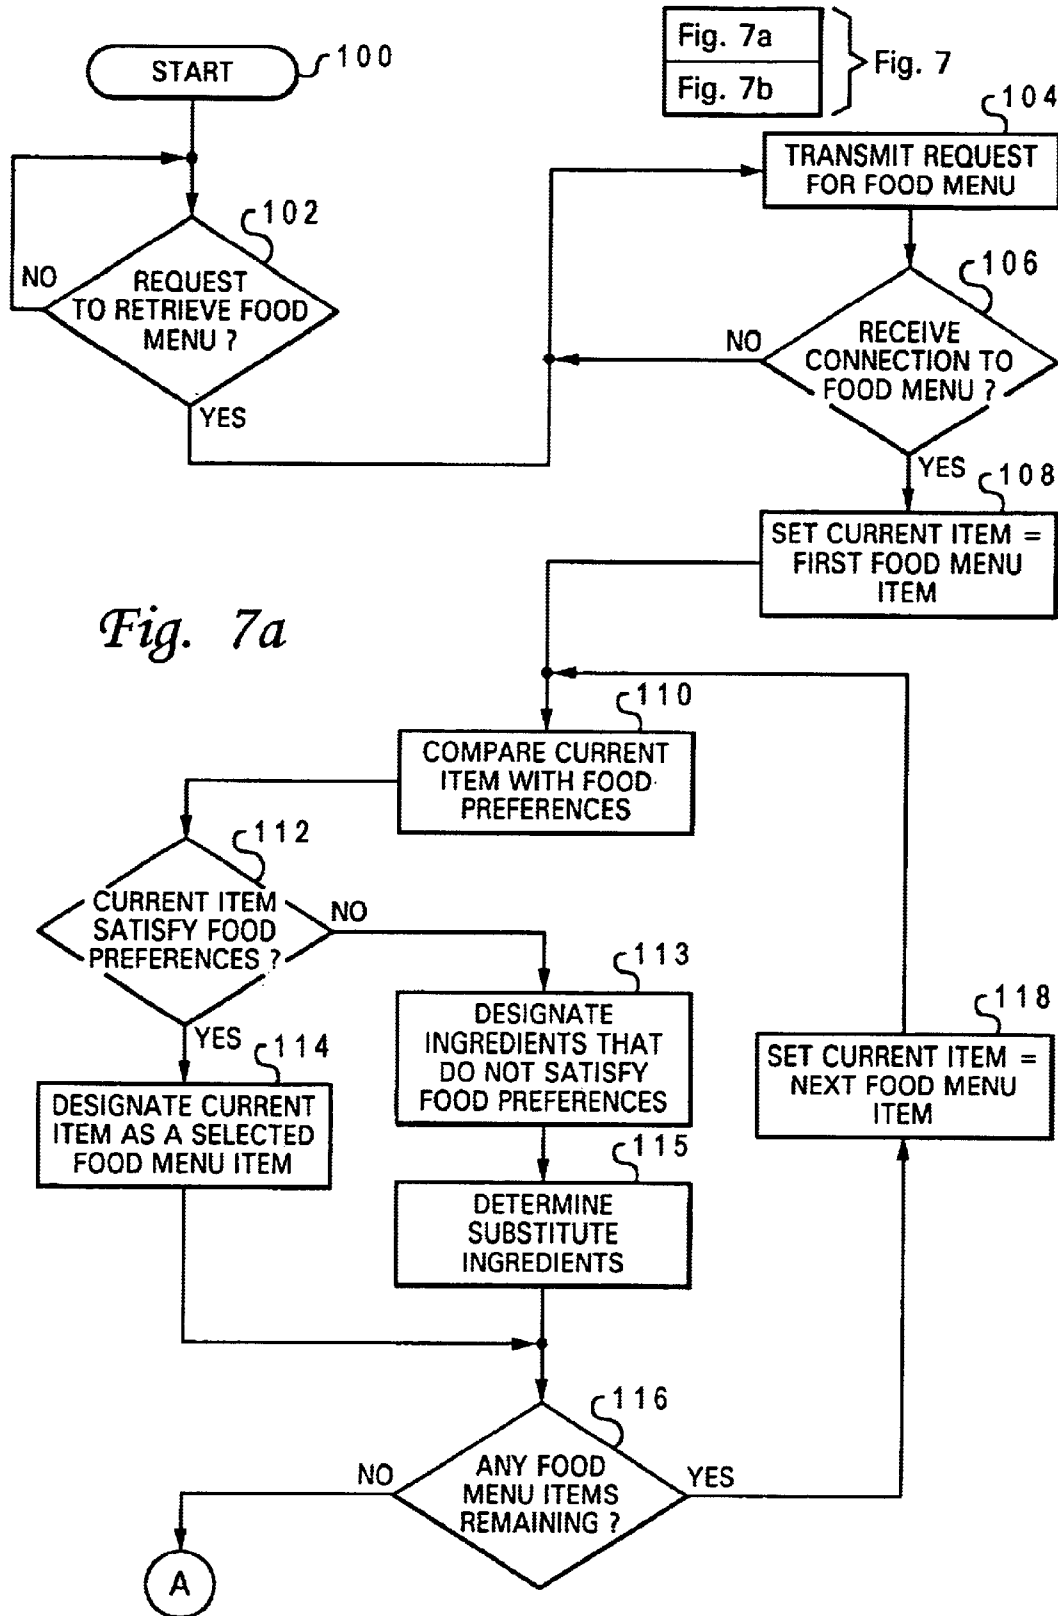 START
100
Fig. 7a
Fig. 7b
Fig. 7
102
REQUEST
TO RETRIEVE FOOD
MENU ?
NO
YES
104
TRANSMIT REQUEST
FOR FOOD MENU
106
RECEIVE
CONNECTION TO
FOOD MENU ?
NO
YES
108
SET CURRENT ITEM =
FIRST FOOD MENU
ITEM
Fig. 7a
110
COMPARE CURRENT
ITEM WITH FOOD
PREFERENCES
112
CURRENT ITEM
SATISFY FOOD
PREFERENCES ?
NO
YES
113
DESIGNATE
INGREDIENTS THAT
DO NOT SATISFY
FOOD PREFERENCES
114
DESIGNATE CURRENT
ITEM AS A SELECTED
FOOD MENU ITEM
115
DETERMINE
SUBSTITUTE
INGREDIENTS
118
SET CURRENT ITEM =
NEXT FOOD MENU
ITEM
116
ANY FOOD
MENU ITEMS
REMAINING ?
NO
YES
A